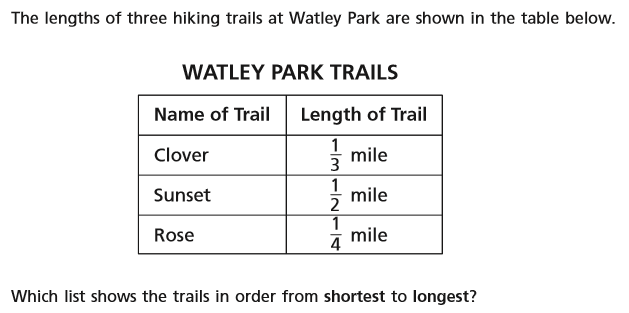 The lengths of three hiking trails at Watley Park are shown in the table below.
WATLEY PARK TRAILS
Name of Trail Length of Trail
Clover 1/3 mile
Sunset 1/2 mile
Rose 1/4 mile
Which list shows the trails in order from shortest to longest?